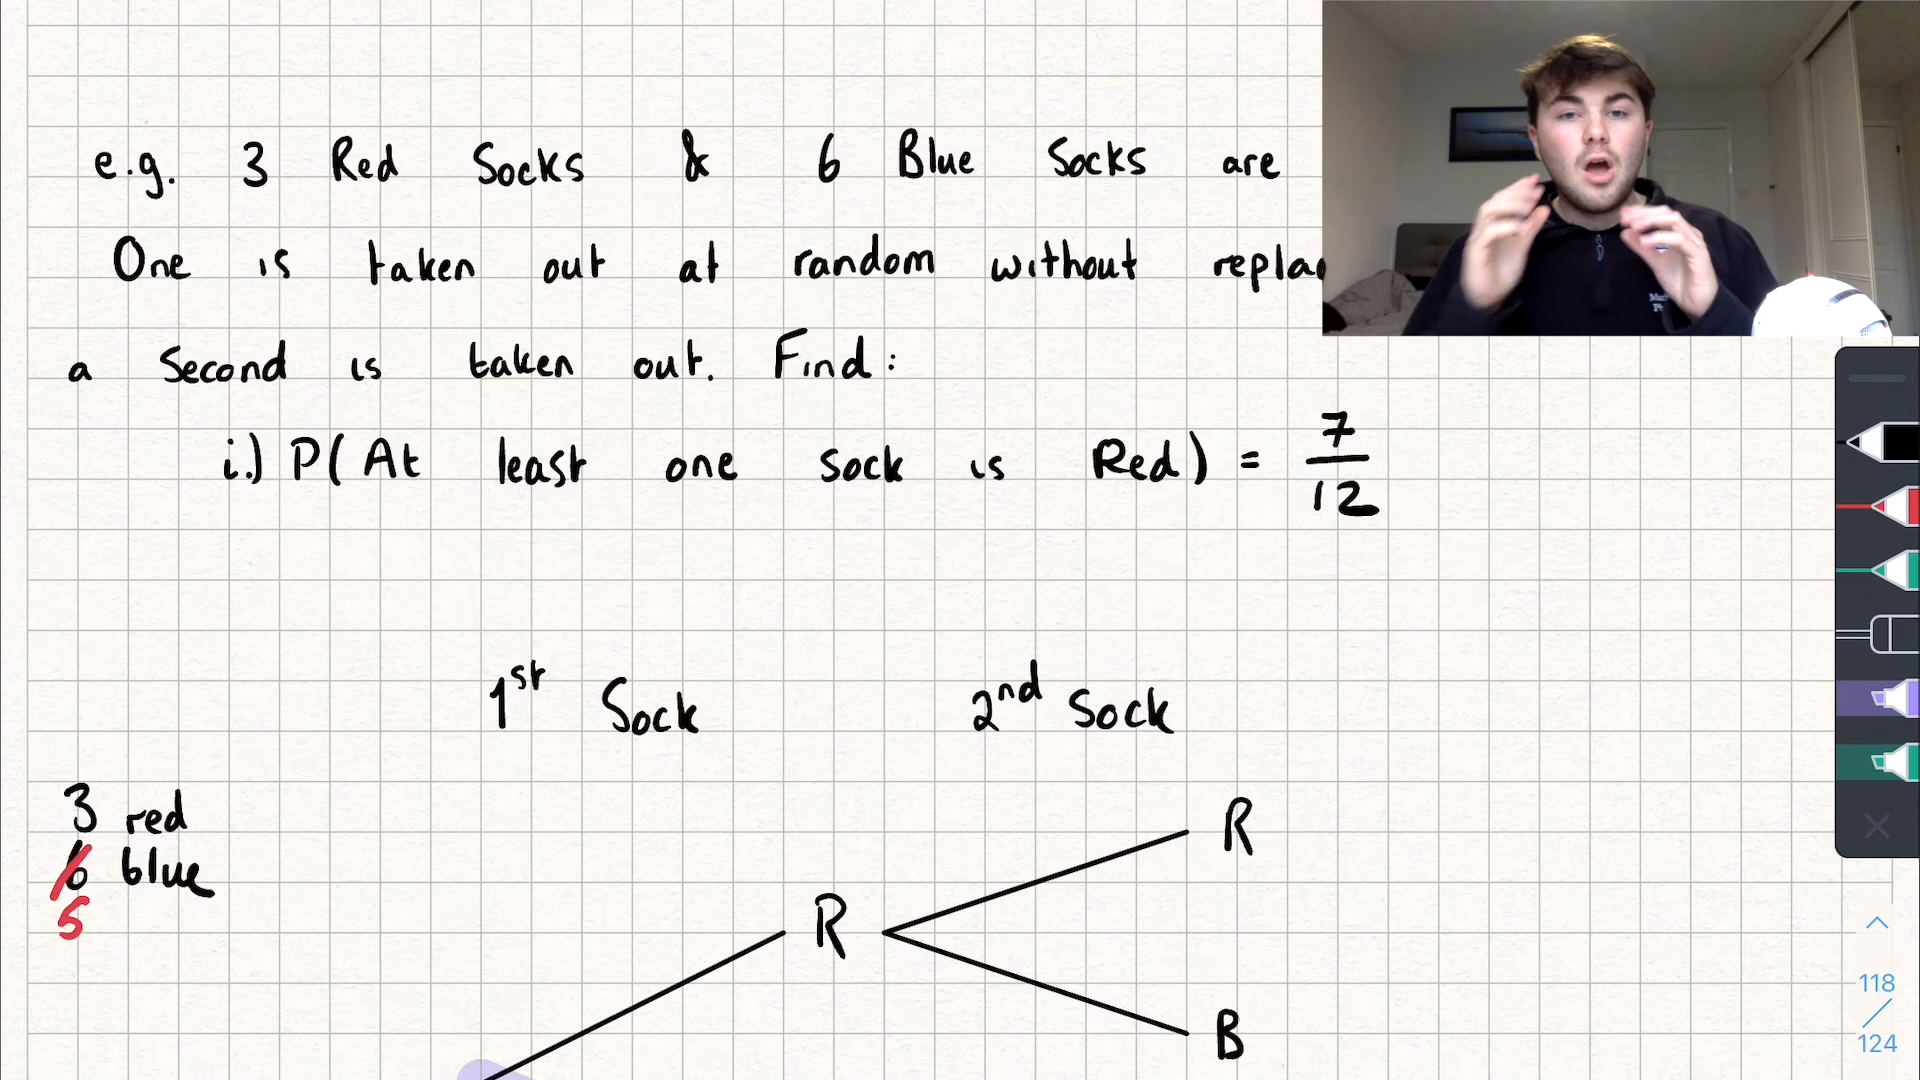 e.g. 3 Red Socks & 6 Blue Socks are
One is taken out at random without
a Second is taken out. Find:
i.) P(At least one sock is Red) = 7/12
1st Sock 2nd Sock
3 red
6 blue
5
R
R
B
118
/
124